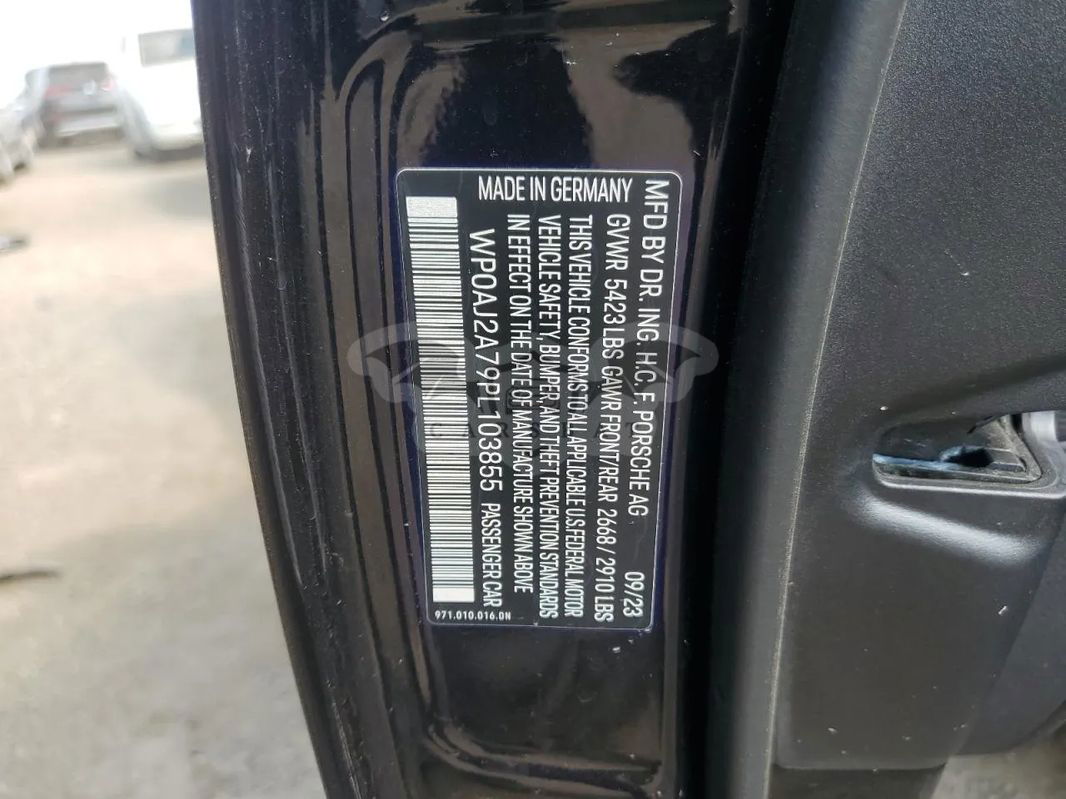 MFD BY DR. ING. H.C. F. PORSCHE AG 09/23
GVWR 5423 LBS GAWR FRONT/REAR 2668 / 2910 LBS
THIS VEHICLE CONFORMS TO ALL APPLICABLE U.S. FEDERAL MOTOR
VEHICLE SAFETY, BUMPER, AND THEFT PREVENTION STANDARDS
IN EFFECT ON THE DATE OF MANUFACTURE SHOWN ABOVE
WP0AJ2A79PL103855 PASSENGER CAR
MADE IN GERMANY
971.010.016.0N